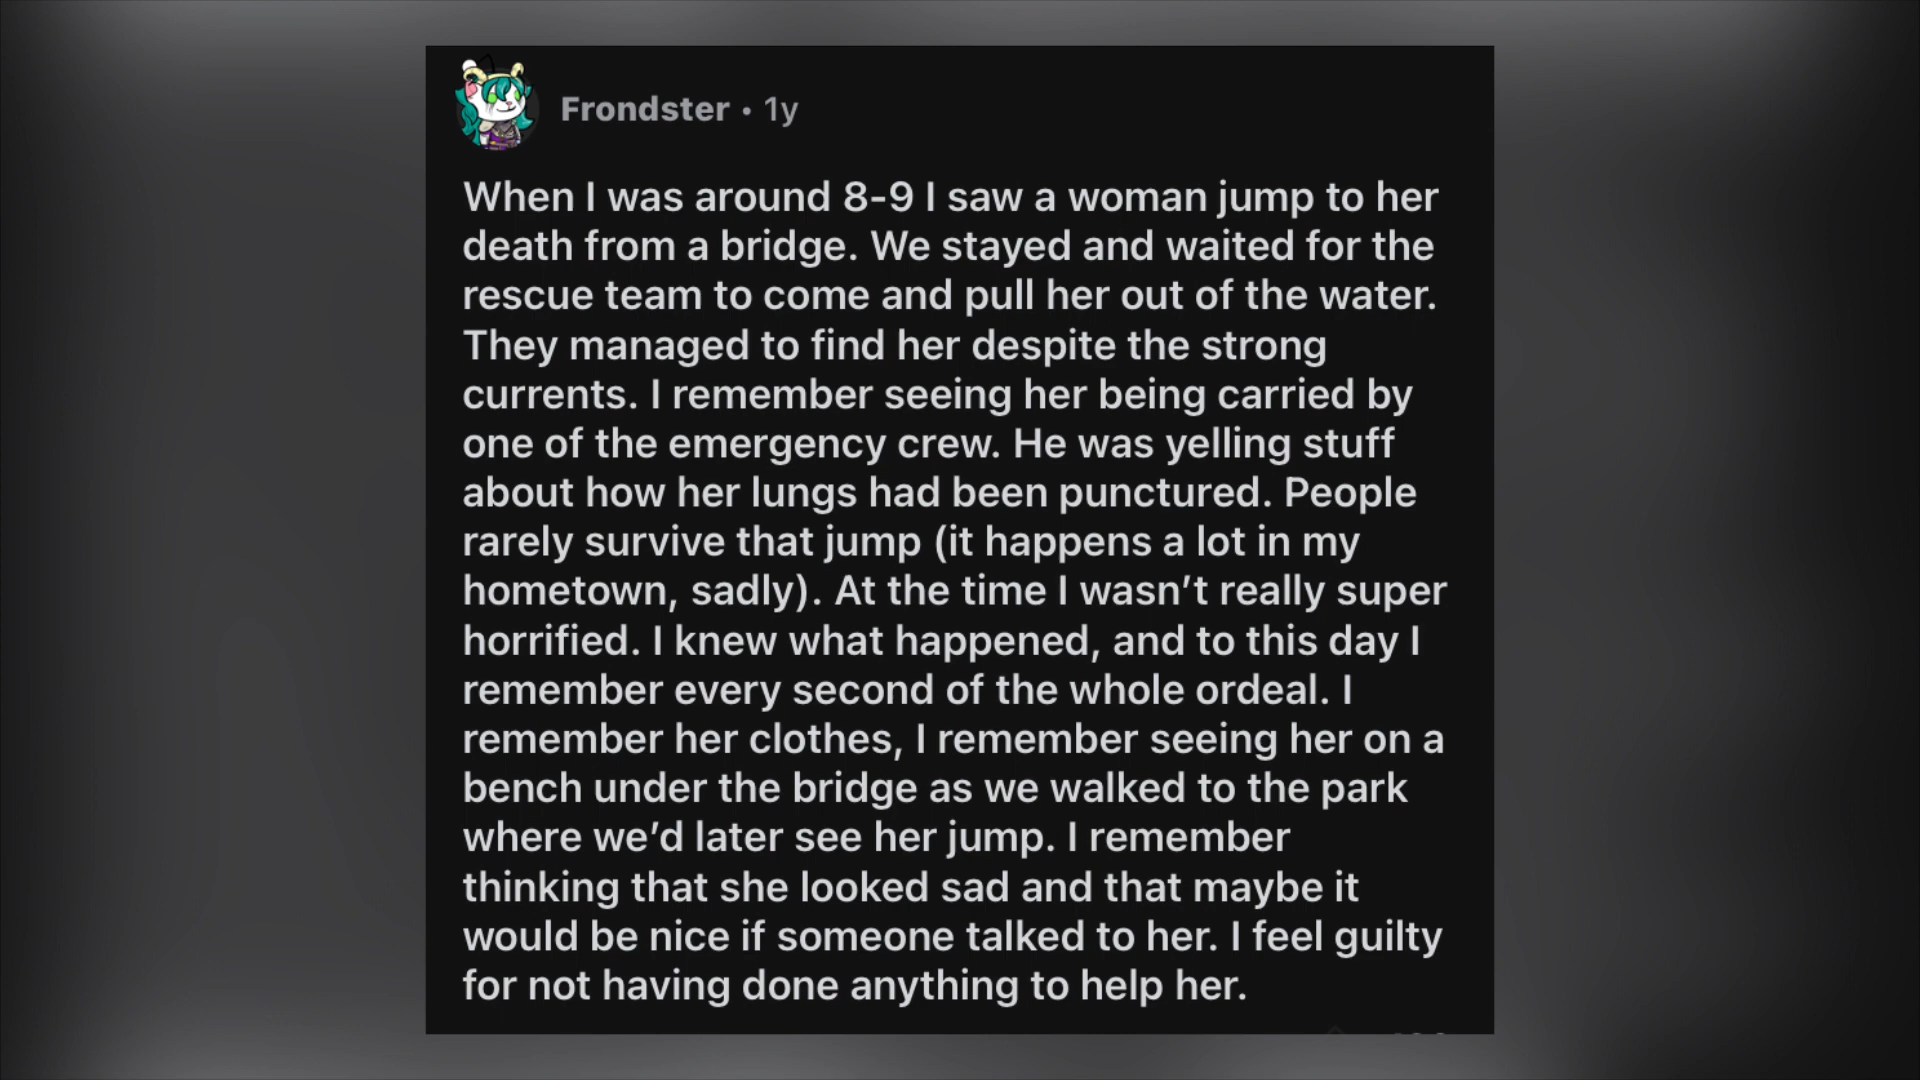 Frondster • 1y
When I was around 8-9 I saw a woman jump to her
death from a bridge. We stayed and waited for the
rescue team to come and pull her out of the water.
They managed to find her despite the strong
currents. I remember seeing her being carried by
one of the emergency crew. He was yelling stuff
about how her lungs had been punctured. People
rarely survive that jump (it happens a lot in my
hometown, sadly). At the time I wasn’t really super
horrified. I knew what happened, and to this day I
remember every second of the whole ordeal. I
remember her clothes, I remember seeing her on a
bench under the bridge as we walked to the park
where we’d later see her jump. I remember
thinking that she looked sad and that maybe it
would be nice if someone talked to her. I feel guilty
for not having done anything to help her.